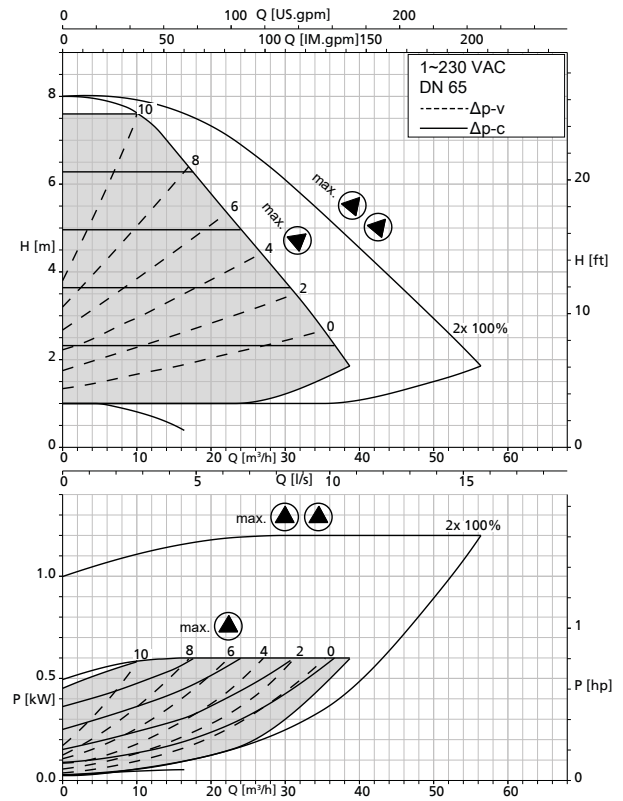 100 Q [US.gpm] 200
0 50 100 Q [IM.gpm] 150 200
1~230 VAC
DN 65
Δp-v
Δp-c
8
10
8
20
6
max.
max.
6
4
H [m]
4
H [ft]
2
10
0
2x 100%
2
0
0
0 10 20 30 40 50 60
Q [m³/h]
0 5 10 15
Q [l/s]
max.
2x 100%
1.0
max.
1
10 8 6 4 2 0
0.5
P [kW]
P [hp]
0.0
0
0 10 20 30 40 50 60
Q [m³/h]